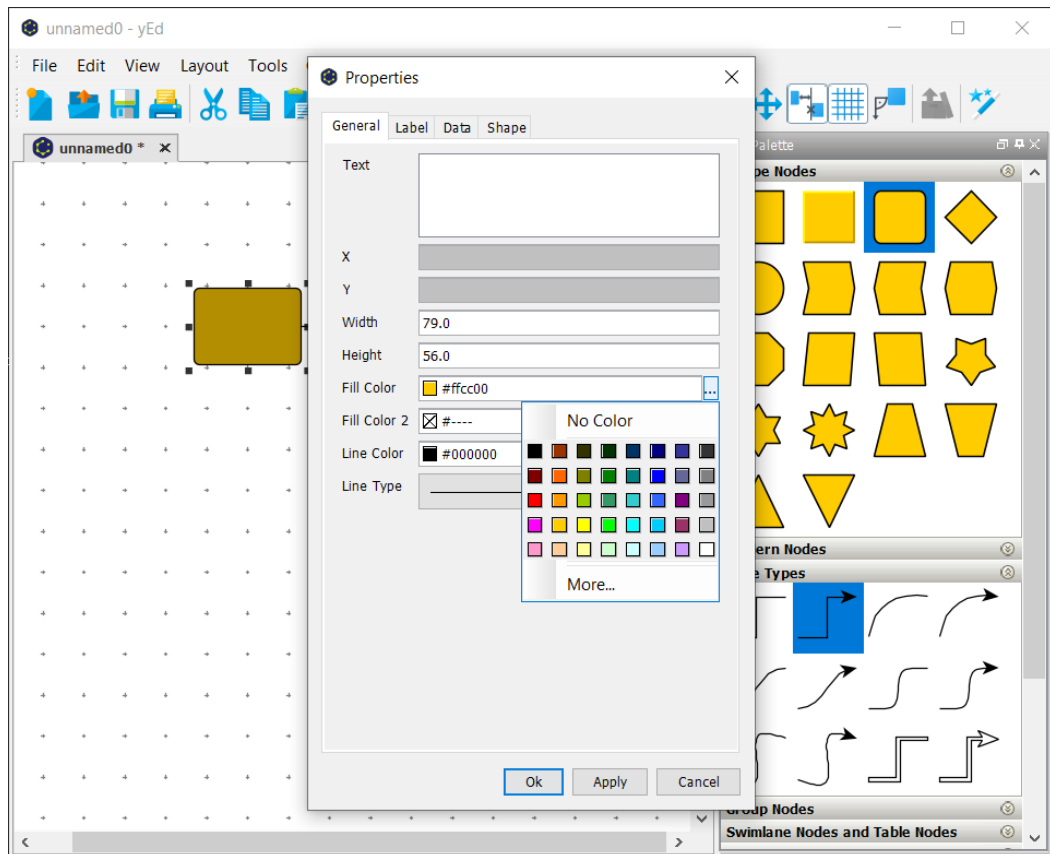 unnamed0 - yEd
File Edit View Layout Tools
unnamed0 *
Properties
General Label Data Shape
Text
X
Y
Width 79.0
Height 56.0
Fill Color #ffcc00 ...
Fill Color 2 #----
Line Color #000000
Line Type
No Color
More...
Ok Apply Cancel
Palette
pe Nodes
ern Nodes
e Types
Group Nodes
Swimlane Nodes and Table Nodes